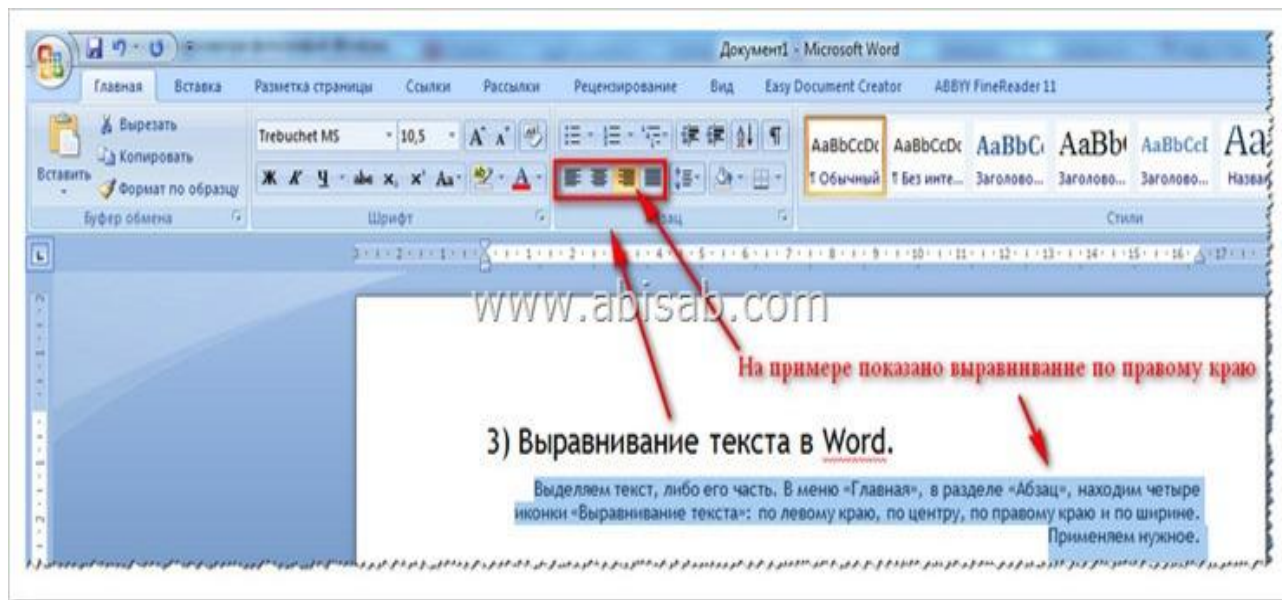 Документ1 - Microsoft Word
Главная Вставка Разметка страницы Ссылки Рассылки Рецензирование Вид Easy Document Creator ABBYY FineReader 11
Вырезать
Копировать
Вставить
Формат по образцу
Trebuchet MS 10,5
Ж К Ч abc x, x' Aa
AaBbCcDc AaBbCcDc AaBbC AaBb AaBbCcI Aa
¶ Обычный ¶ Без инте... Заголово... Заголово... Заголово... Назван
Буфер обмена Шрифт Стили
www.abisab.com
На примере показано выравнивание по правому краю
3) Выравнивание текста в Word.
Выделяем текст, либо его часть. В меню «Главная», в разделе «Абзац», находим четыре
иконки «Выравнивание текста»: по левому краю, по центру, по правому краю и по ширине.
Применяем нужное.